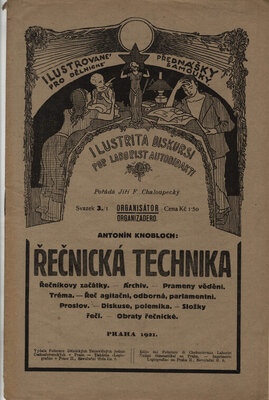 ILUSTROVANÉ PŘEDNÁŠKY
PRO DĚLNICKÉ SAMOUKY
ILUSTRITA DISKURSI
POR LABORIST AUTODIDAKTI
Pořádá Jiří F. Chaloupecký
Svazek 3.: ORGANISÁTOR – Cena Kč 1·50
ORGANIZADERO
ANTONÍN KNOBLOCH:
ŘEČNICKÁ TECHNIKA
Řečníkovy začátky. — Archiv. — Prameny vědění.
Tréma. — Řeč agitační, odborná, parlamentní.
Proslov. — Diskuse, polemika. — Složky
řeči. — Obraty řečnické.
PRAHA 1921.